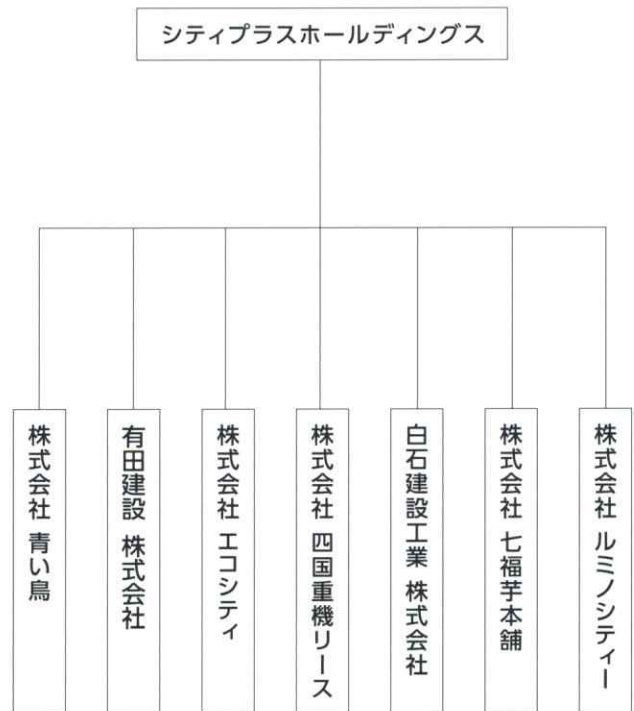 シティプラスホールディングス
株式会社 青い鳥
有田建設 株式会社
株式会社 エコシティ
株式会社 四国重機リース
白石建設工業 株式会社
株式会社 七福芋本舗
株式会社 ルミノシティー